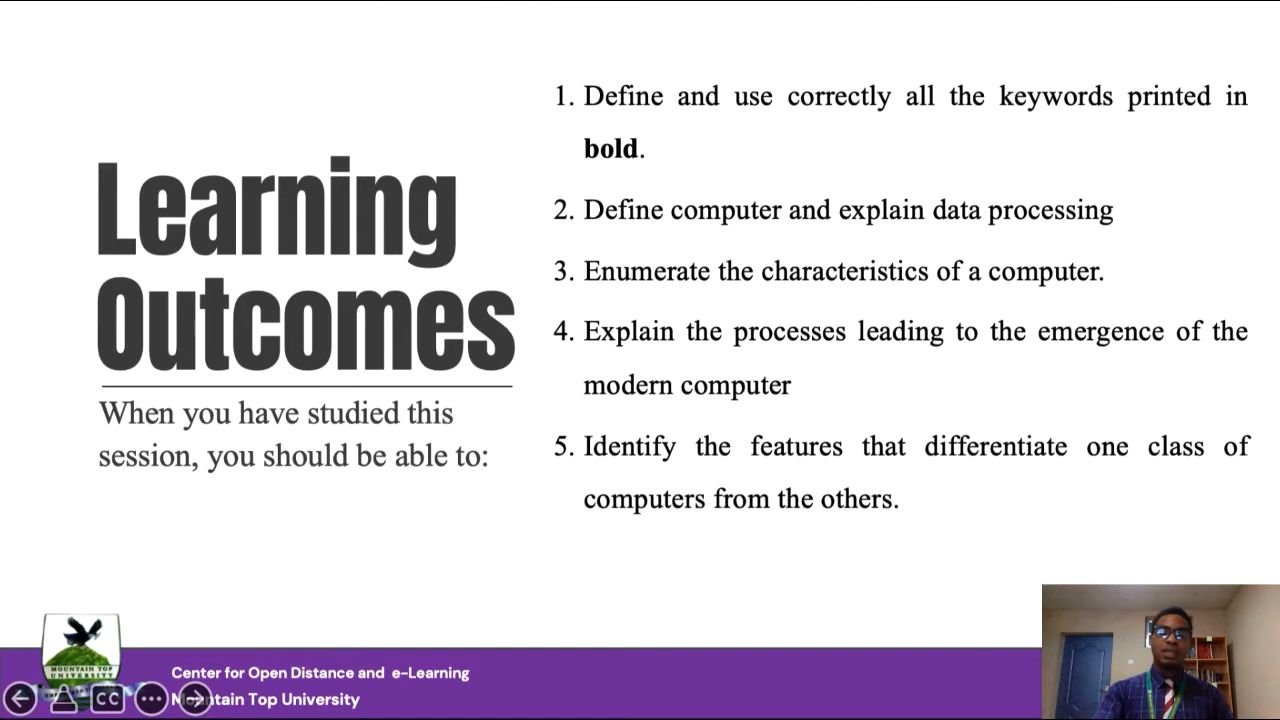 Learning
Outcomes
When you have studied this
session, you should be able to:
1. Define and use correctly all the keywords printed in
bold.
2. Define computer and explain data processing
3. Enumerate the characteristics of a computer.
4. Explain the processes leading to the emergence of the
modern computer
5. Identify the features that differentiate one class of
computers from the others.
MOUNTAIN TOP
UNIVERSITY
Center for Open Distance and e-Learning
Mountain Top University
CC